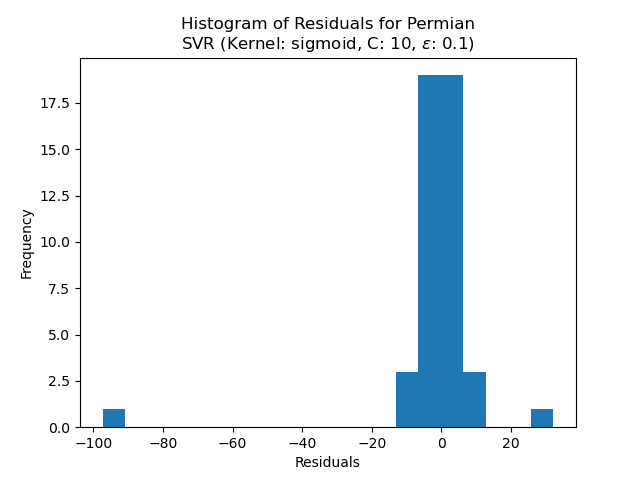 Histogram of Residuals for Permian
SVR (Kernel: sigmoid, C: 10, ε: 0.1)
17.5
15.0
12.5
10.0
7.5
5.0
2.5
0.0
Frequency
−100 −80 −60 −40 −20 0 20
Residuals